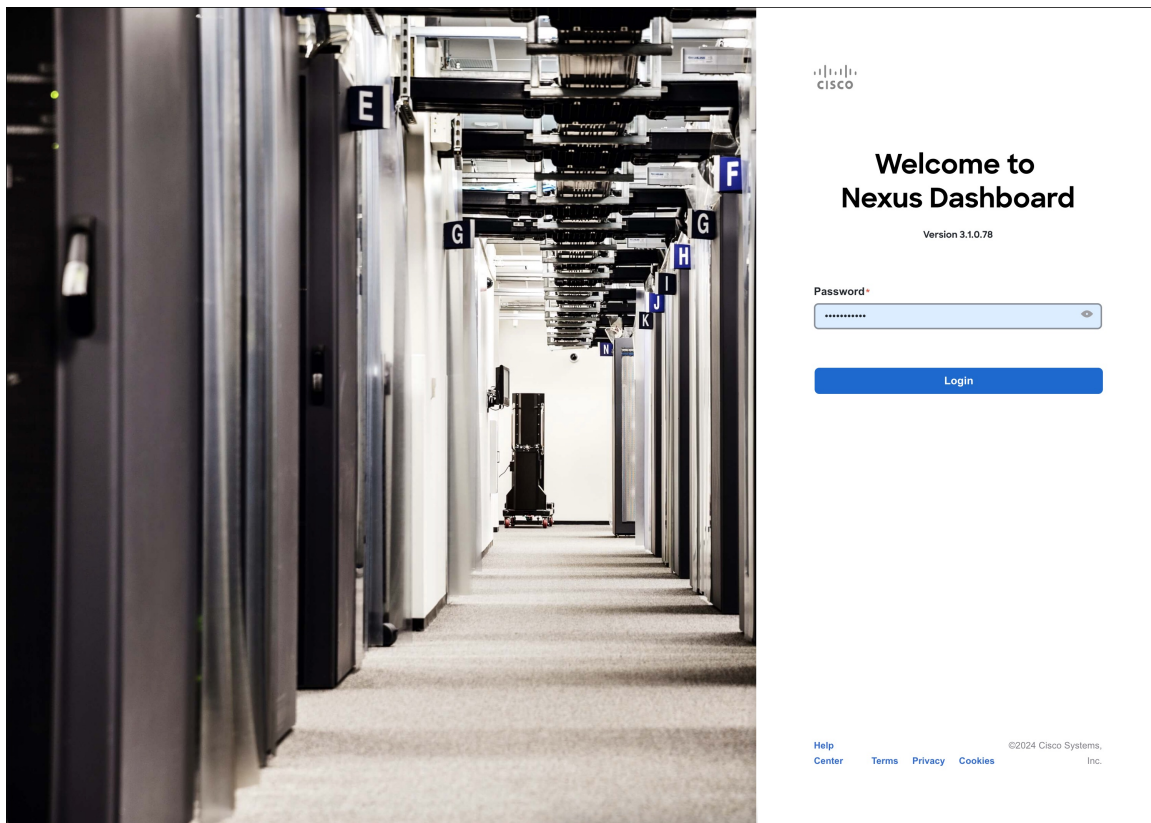 E
F
G
G
H
I
J
K
N
CISCO
Welcome to
Nexus Dashboard
Version 3.1.0.78
Password*
•••••••••••
Login
Help
Center
Terms
Privacy
Cookies
©2024 Cisco Systems,
Inc.